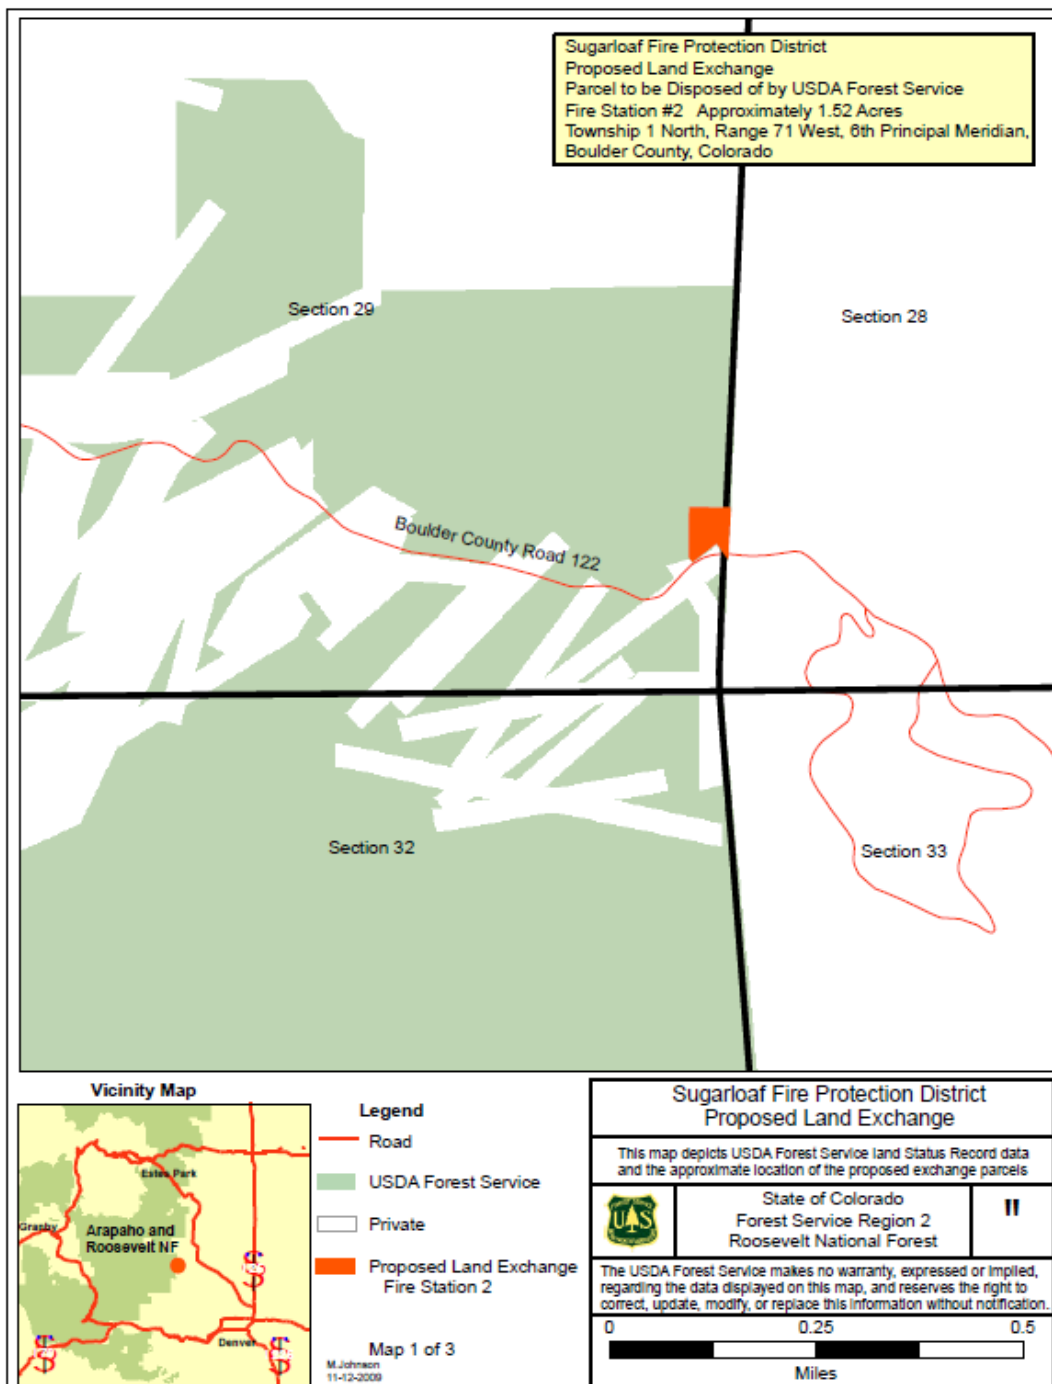 Sugarloaf Fire Protection District
Proposed Land Exchange
Parcel to be Disposed of by USDA Forest Service
Fire Station #2 Approximately 1.52 Acres
Township 1 North, Range 71 West, 6th Principal Meridian,
Boulder County, Colorado
Section 29
Section 28
Boulder County Road 122
Section 32
Section 33
Vicinity Map
Estes Park
Granby
Arapaho and
Roosevelt NF
Denver
Legend
Road
USDA Forest Service
Private
Proposed Land Exchange
Fire Station 2
Map 1 of 3
M.Johnson
11-12-2009
Sugarloaf Fire Protection District
Proposed Land Exchange
This map depicts USDA Forest Service land Status Record data
and the approximate location of the proposed exchange parcels
UAS
State of Colorado
Forest Service Region 2
Roosevelt National Forest
"
The USDA Forest Service makes no warranty, expressed or implied,
regarding the data displayed on this map, and reserves the right to
correct, update, modify, or replace this information without notification.
0 0.25 0.5
Miles